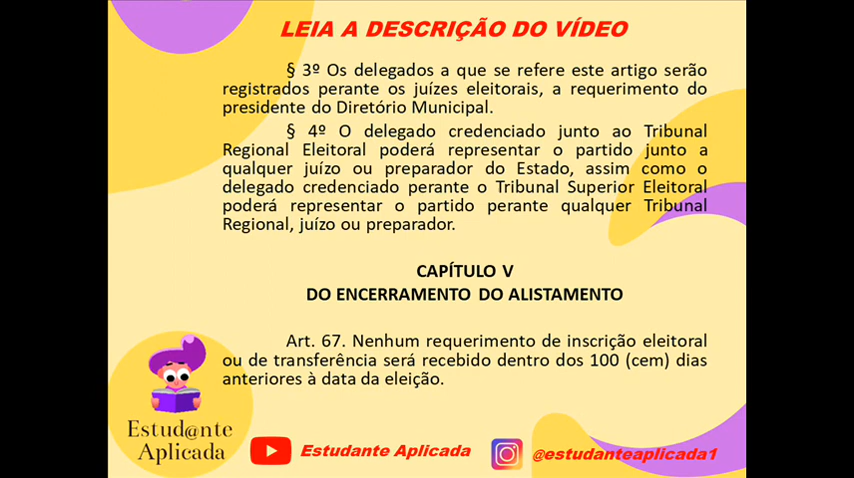 LEIA A DESCRIÇÃO DO VÍDEO
§ 3º Os delegados a que se refere este artigo serão
registrados perante os juízes eleitorais, a requerimento do
presidente do Diretório Municipal.
§ 4º O delegado credenciado junto ao Tribunal
Regional Eleitoral poderá representar o partido junto a
qualquer juízo ou preparador do Estado, assim como o
delegado credenciado perante o Tribunal Superior Eleitoral
poderá representar o partido perante qualquer Tribunal
Regional, juízo ou preparador.
CAPÍTULO V
DO ENCERRAMENTO DO ALISTAMENTO
Art. 67. Nenhum requerimento de inscrição eleitoral
ou de transferência será recebido dentro dos 100 (cem) dias
anteriores à data da eleição.
Estud@nte
Aplicada
Estudante Aplicada
@estudanteaplicada1